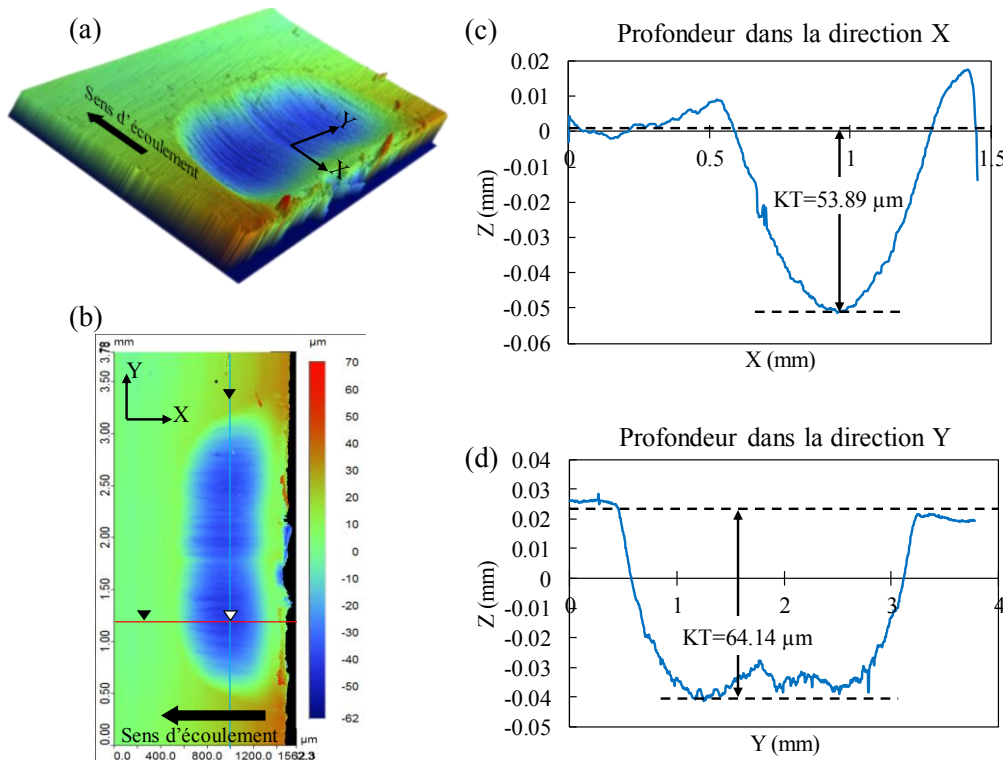 (a)
Sens d'écoulement
Y
X
(b)
mm
µm
3.78
3.50
3.00
2.50
2.00
1.50
1.00
0.50
0.00
Y
X
Sens d'écoulement
70
60
50
40
30
20
10
0
-10
-20
-30
-40
-50
-62
µm
0.0 400.0 800.0 1200.0 1562.3
(c)
Profondeur dans la direction X
0.02
0.01
0
-0.01
-0.02
-0.03
-0.04
-0.05
-0.06
Z (mm)
0 0.5 1 1.5
KT=53.89 µm
X (mm)
Profondeur dans la direction Y
(d)
0.04
0.03
0.02
0.01
0
-0.01
-0.02
-0.03
-0.04
-0.05
Z (mm)
0 1 2 3 4
KT=64.14 µm
Y (mm)